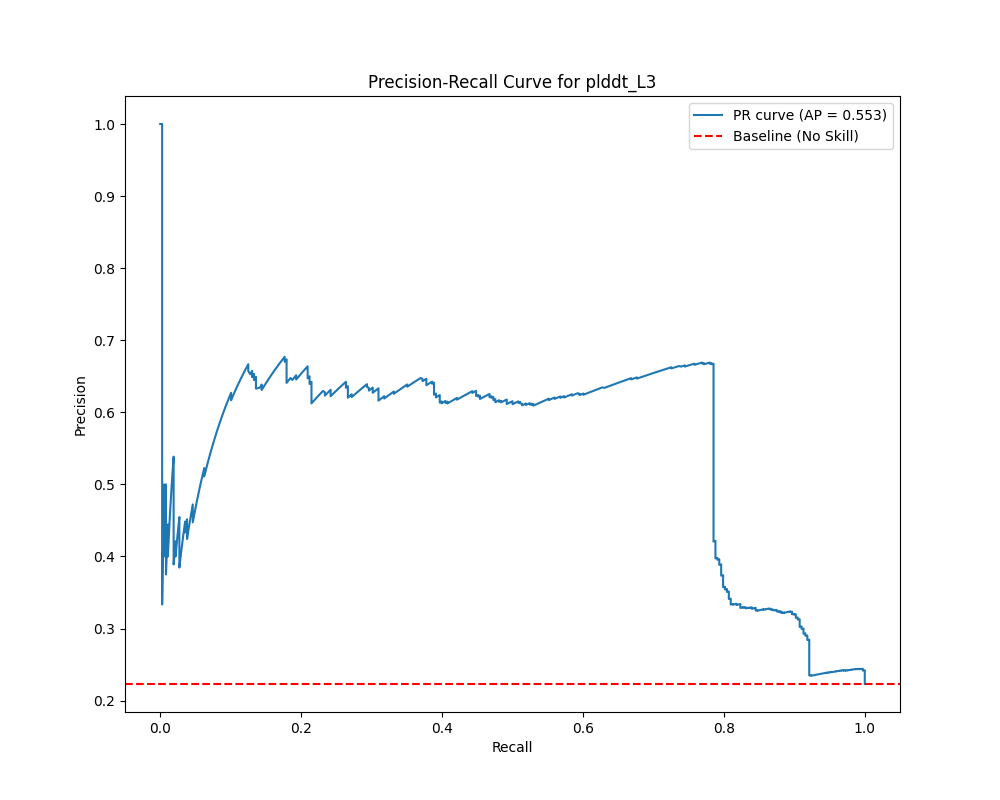 Precision-Recall Curve for plddt_L3
PR curve (AP = 0.553)
Baseline (No Skill)
Precision
1.0
0.9
0.8
0.7
0.6
0.5
0.4
0.3
0.2
0.0 0.2 0.4 0.6 0.8 1.0
Recall